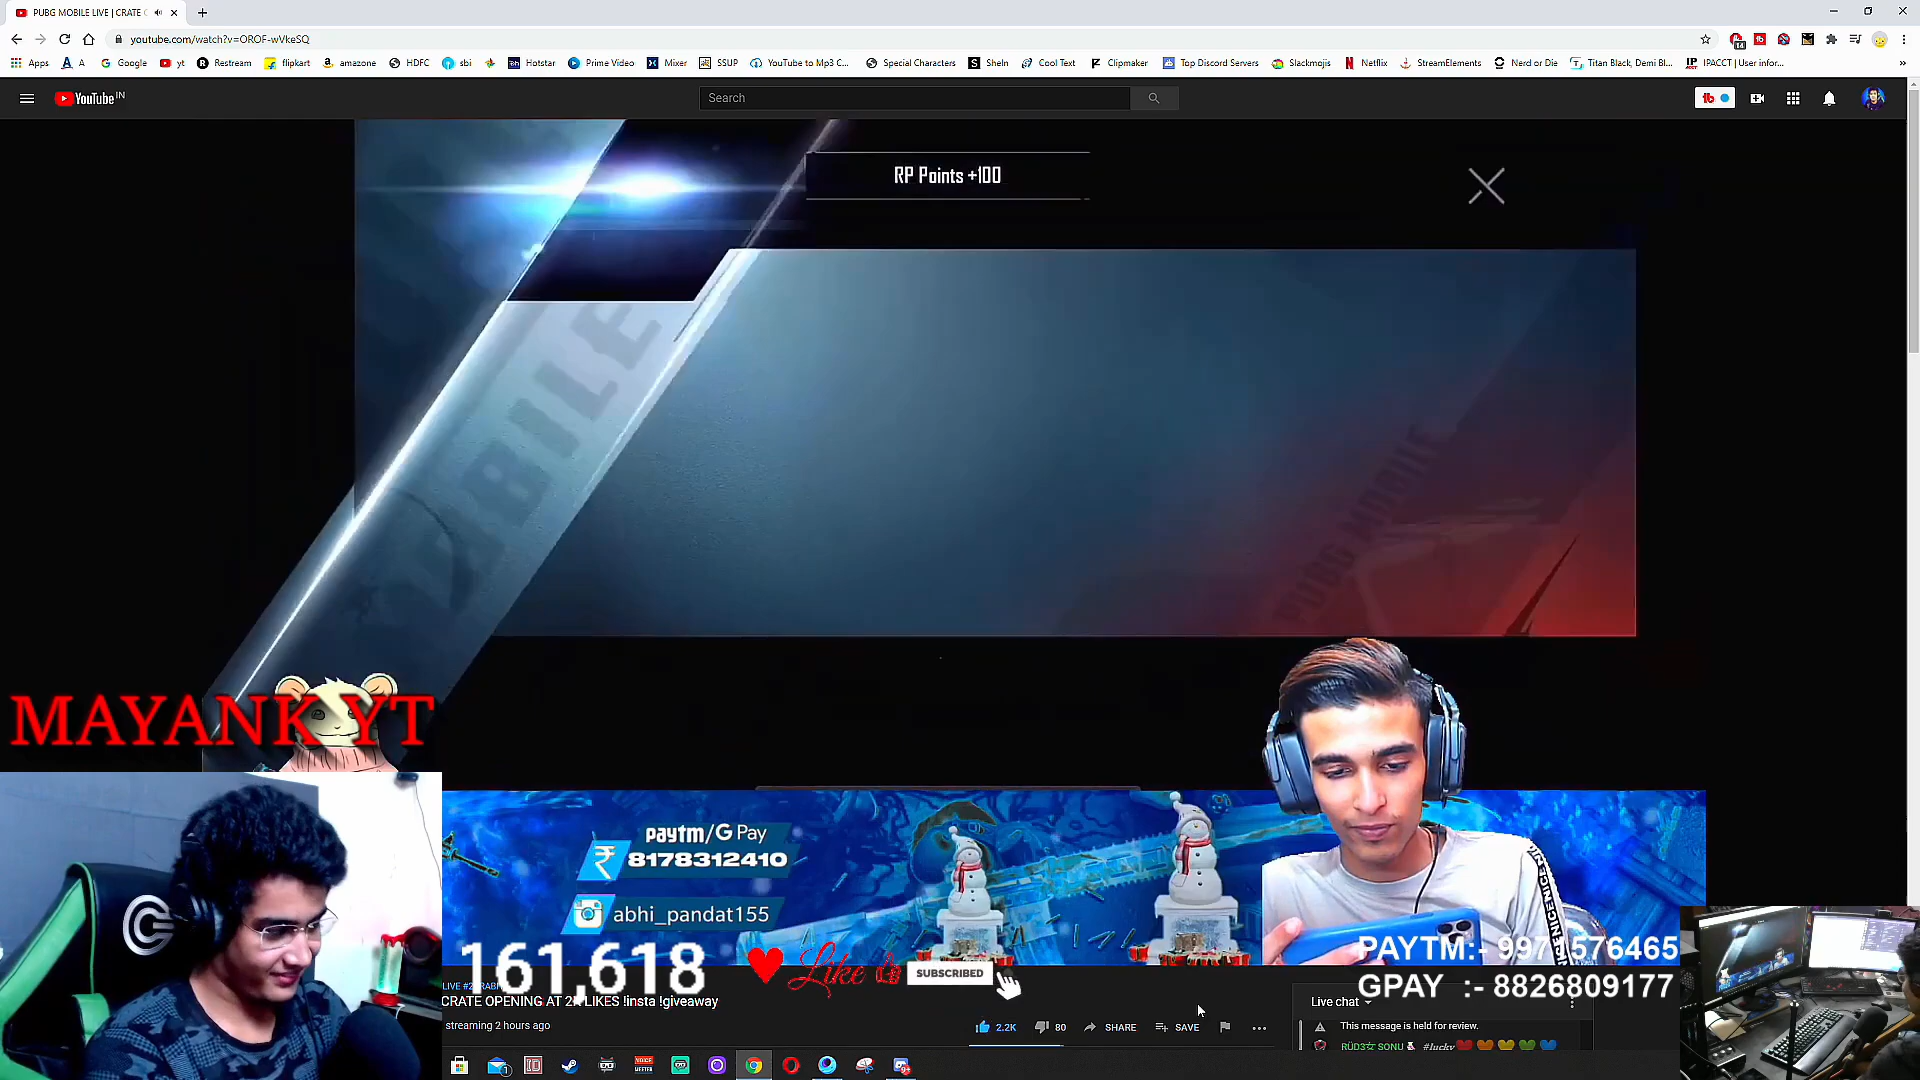 PUBG MOBILE LIVE | CRATE
youtube.com/watch?v=OROF-wVkeSQ
Apps A Google yt Restream flipkart amazone HDFC sbi Hotstar Prime Video Mixer SSUP YouTube to Mp3 C... Special Characters SheIn Cool Text Clipmaker Top Discord Servers Slackmojis Netflix StreamElements Nerd or Die Titan Black, Demi Bl... IPACCT | User infor...
YouTube IN
Search
RP Points +100
PUBG MOBILE
MAYANK YT
paytm/G Pay
8178312410
abhi_pandat155
161,618
Like
SUBSCRIBED
GPAY :- 8826809177
CRATE OPENING AT 2K LIKES !insta !giveaway
streaming 2 hours ago
2.2K 80 SHARE SAVE
Live chat
This message is held for review.
SONU #lucky